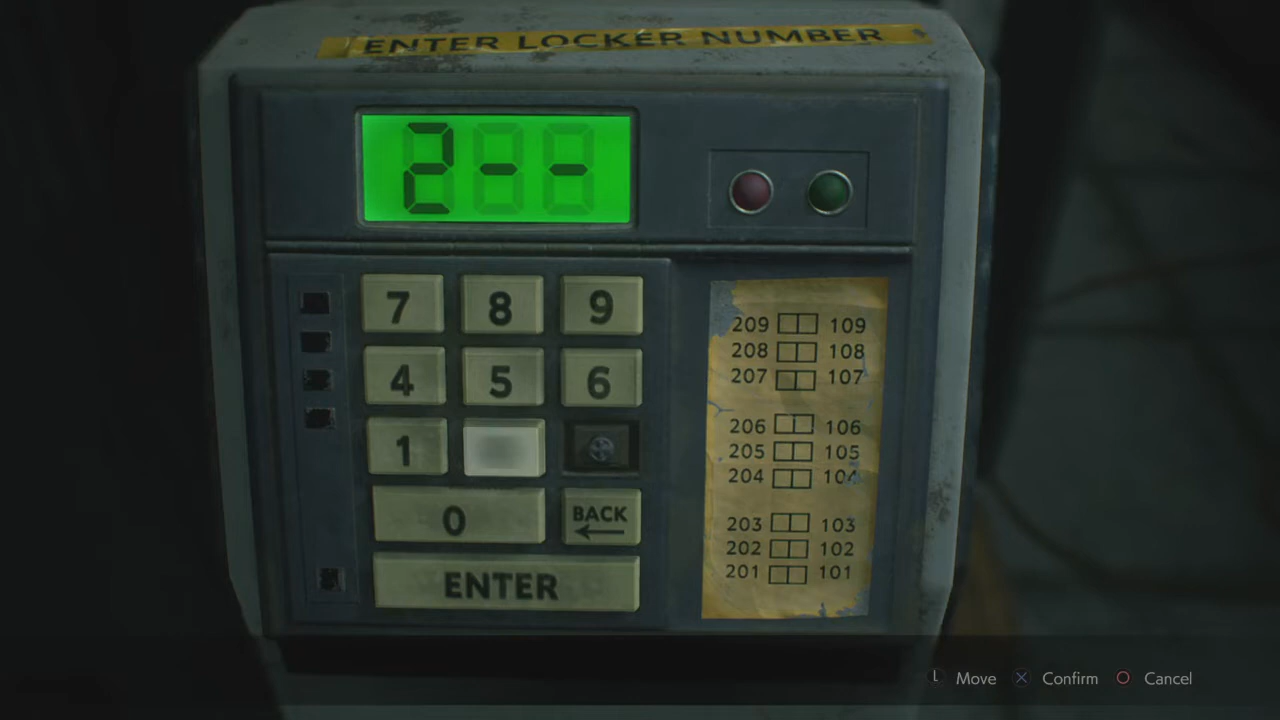 ENTER LOCKER NUMBER
2--
7 8 9
4 5 6
1
0 BACK
ENTER
209 109
208 108
207 107
206 106
205 105
204 104
203 103
202 102
201 101
L Move X Confirm O Cancel